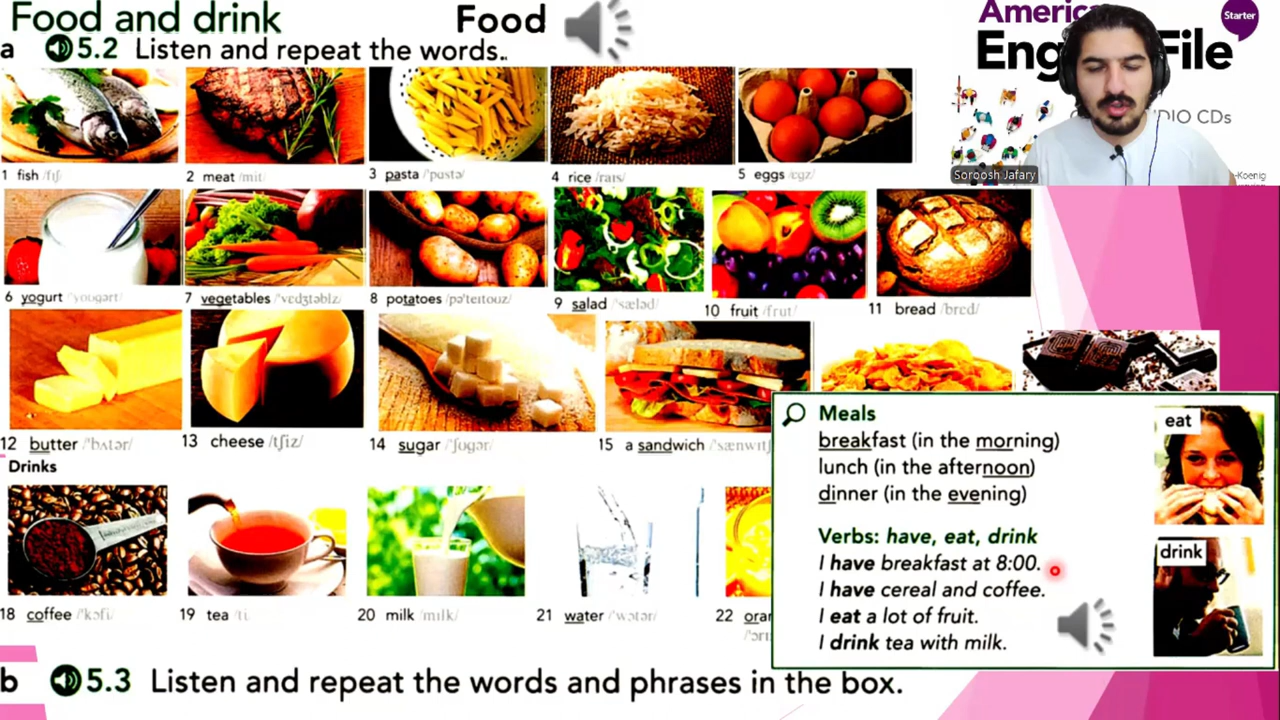 Food and drink
Food
a 5.2 Listen and repeat the words.
1 fish /fɪʃ/
2 meat /mit/
3 pasta /ˈpɑstə/
4 rice /raɪs/
5 eggs /ɛgz/
6 yogurt /ˈyoʊgərt/
7 vegetables /ˈvɛdʒtəblz/
8 potatoes /pəˈteɪtoʊz/
9 salad /ˈsæləd/
10 fruit /frut/
11 bread /brɛd/
12 butter /ˈbʌtər/
13 cheese /tʃiz/
14 sugar /ˈʃʊgər/
15 a sandwich
Drinks
18 coffee /ˈkɔfi/
19 tea /ti
20 milk /mɪlk/
21 water /ˈwɔtər/
22
b 5.3 Listen and repeat the words and phrases in the box.
Meals
breakfast (in the morning)
lunch (in the afternoon)
dinner (in the evening)
Verbs: have, eat, drink
I have breakfast at 8:00.
I have cereal and coffee.
I eat a lot of fruit.
I drink tea with milk.
eat
drink
Starter
File
CDs
Soroosh Jafary
-Koenig